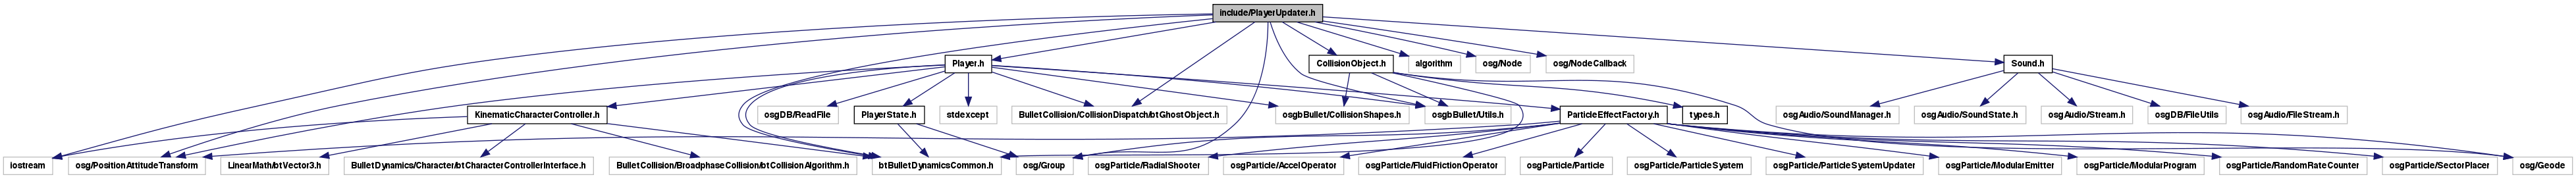 include/PlayerUpdater.h
Player.h
CollisionObject.h
algorithm
osg/Node
osg/NodeCallback
Sound.h
KinematicCharacterController.h
osgDB/ReadFile
PlayerState.h
stdexcept
BulletCollision/CollisionDispatch/btGhostObject.h
osgbBullet/CollisionShapes.h
osgbBullet/Utils.h
ParticleEffectFactory.h
types.h
osgAudio/SoundManager.h
osgAudio/SoundState.h
osgAudio/Stream.h
osgDB/FileUtils
osgAudio/FileStream.h
iostream
osg/PositionAttitudeTransform
LinearMath/btVector3.h
BulletDynamics/Character/btCharacterControllerInterface.h
BulletCollision/BroadphaseCollision/btCollisionAlgorithm.h
btBulletDynamicsCommon.h
osg/Group
osgParticle/RadialShooter
osgParticle/AccelOperator
osgParticle/FluidFrictionOperator
osgParticle/Particle
osgParticle/ParticleSystem
osgParticle/ParticleSystemUpdater
osgParticle/ModularEmitter
osgParticle/ModularProgram
osgParticle/RandomRateCounter
osgParticle/SectorPlacer
osg/Geode